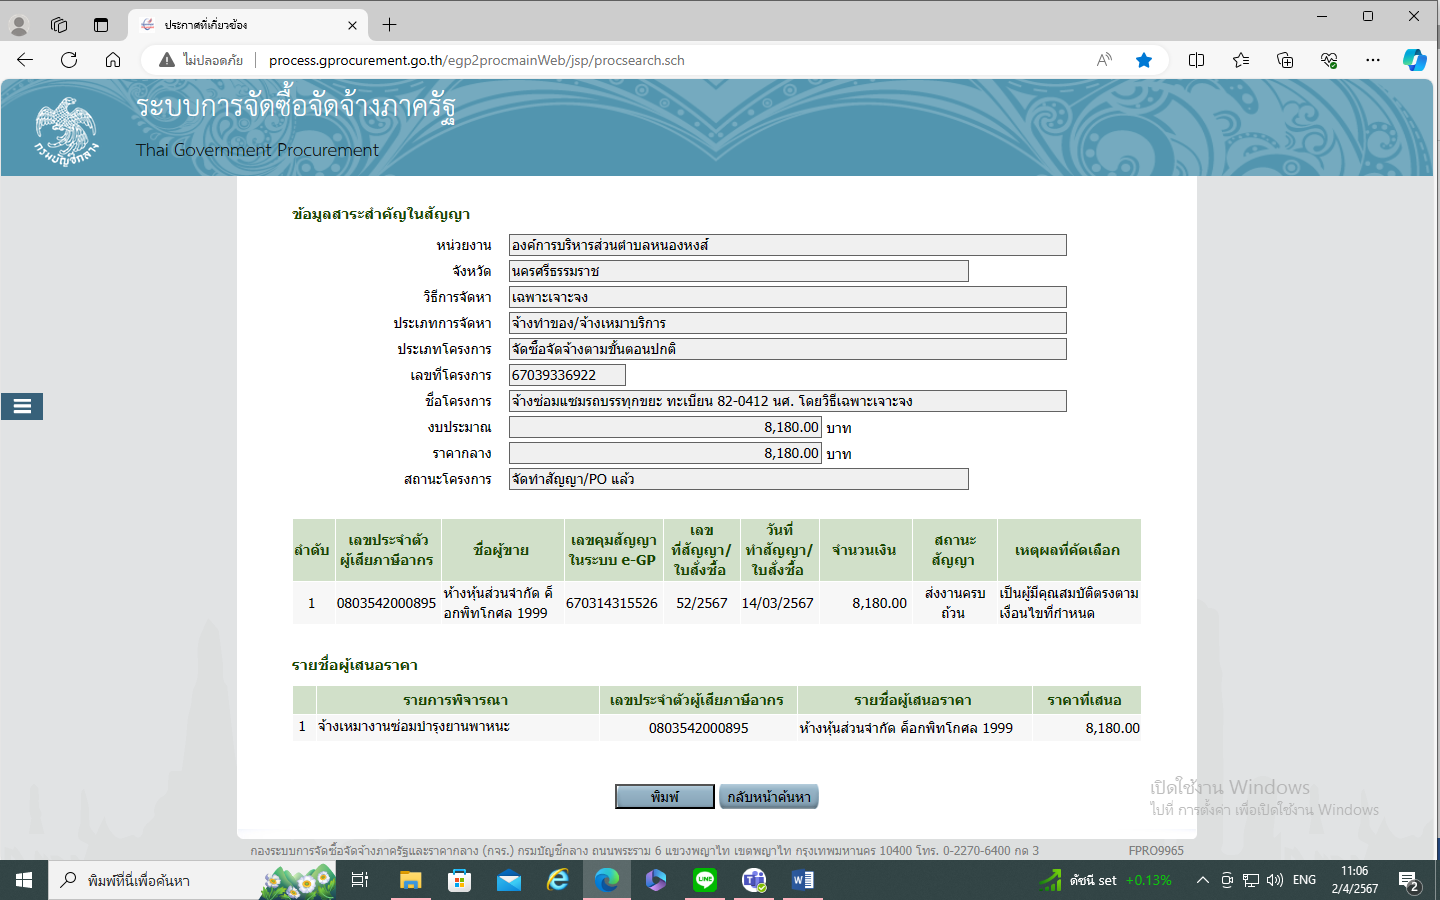 ประกาศที่เกี่ยวข้อง
ไม่ปลอดภัย process.gprocurement.go.th/egp2procmainWeb/jsp/procsearch.sch
ระบบการจัดซื้อจัดจ้างภาครัฐ
Thai Government Procurement
กรมบัญชีกลาง
ข้อมูลสาระสำคัญในสัญญา
หน่วยงาน องค์การบริหารส่วนตำบลหนองหงส์
จังหวัด นครศรีธรรมราช
วิธีการจัดหา เฉพาะเจาะจง
ประเภทการจัดหา จ้างทำของ/จ้างเหมาบริการ
ประเภทโครงการ จัดซื้อจัดจ้างตามขั้นตอนปกติ
เลขที่โครงการ 67039336922
ชื่อโครงการ จ้างซ่อมแซมรถบรรทุกขยะ ทะเบียน 82-0412 นศ. โดยวิธีเฉพาะเจาะจง
งบประมาณ 8,180.00 บาท
ราคากลาง 8,180.00 บาท
สถานะโครงการ จัดทำสัญญา/PO แล้ว
ลำดับ เลขประจำตัวผู้เสียภาษีอากร ชื่อผู้ขาย เลขคุมสัญญาในระบบ e-GP เลขที่สัญญา/ใบสั่งซื้อ วันที่ทำสัญญา/ใบสั่งซื้อ จำนวนเงิน สถานะสัญญา เหตุผลที่คัดเลือก
1 0803542000895 ห้างหุ้นส่วนจำกัด ค็อกพิทโกศล 1999 670314315526 52/2567 14/03/2567 8,180.00 ส่งงานครบถ้วน เป็นผู้มีคุณสมบัติตรงตามเงื่อนไขที่กำหนด
รายชื่อผู้เสนอราคา
รายการพิจารณา เลขประจำตัวผู้เสียภาษีอากร รายชื่อผู้เสนอราคา ราคาที่เสนอ
1 จ้างเหมางานซ่อมบำรุงยานพาหนะ 0803542000895 ห้างหุ้นส่วนจำกัด ค็อกพิทโกศล 1999 8,180.00
พิมพ์ กลับหน้าค้นหา
เปิดใช้งาน Windows
ไปที่ การตั้งค่า เพื่อเปิดใช้งาน Windows
กองระบบการจัดซื้อจัดจ้างภาครัฐและราคากลาง (กจร.) กรมบัญชีกลาง ถนนพระราม 6 แขวงพญาไท เขตพญาไท กรุงเทพมหานคร 10400 โทร. 0-2270-6400 กด 3 FPRO9965
พิมพ์ที่นี่เพื่อค้นหา
ดัชนี set +0.13% ENG 11:06
2/4/2567
2